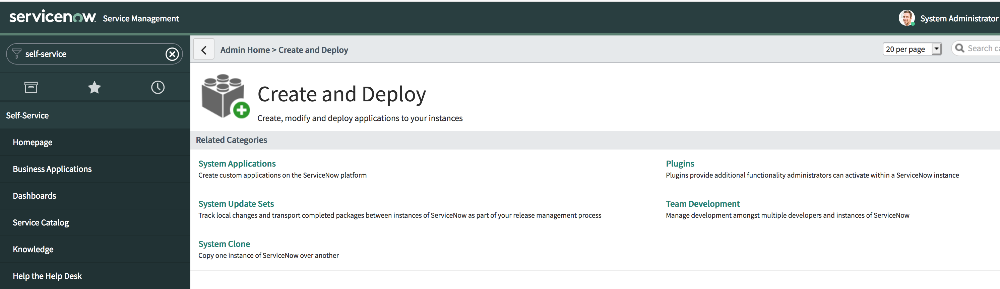 servicenow Service Management
System Administrator
self-service
Admin Home > Create and Deploy
20 per page
Search
Create and Deploy
Create, modify and deploy applications to your instances
Self-Service
Homepage
Business Applications
Dashboards
Service Catalog
Knowledge
Help the Help Desk
Related Categories
System Applications
Create custom applications on the ServiceNow platform
Plugins
Plugins provide additional functionality administrators can activate within a ServiceNow instance
System Update Sets
Track local changes and transport completed packages between instances of ServiceNow as part of your release management process
Team Development
Manage development amongst multiple developers and instances of ServiceNow
System Clone
Copy one instance of ServiceNow over another